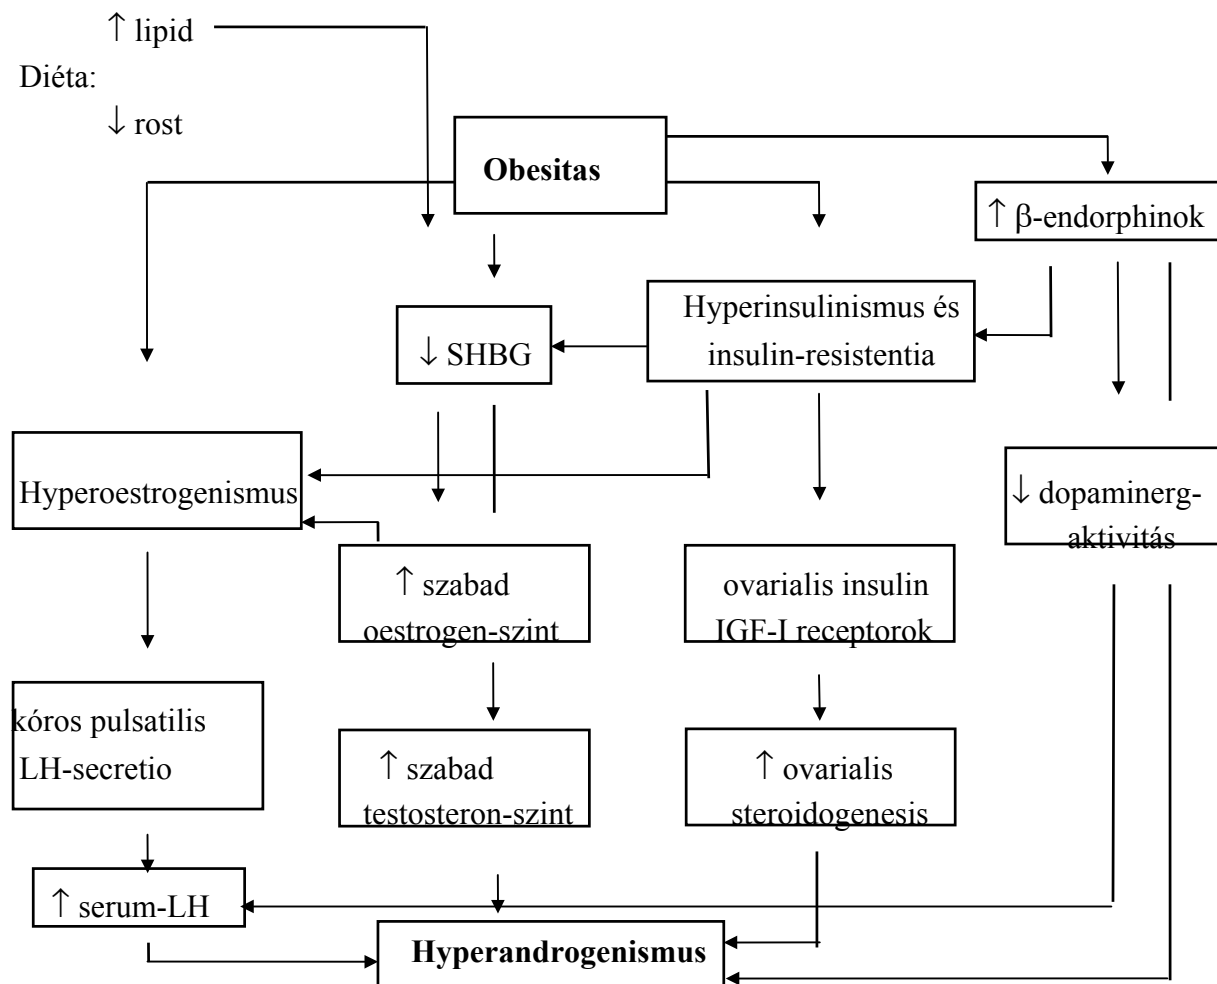 ↑ lipid
Diéta:
↓ rost
Obesitas
↑ β-endorphinok
Hyperinsulinismus és
insulin-resistentia
↓ SHBG
Hyperoestrogenismus
↓ dopaminerg-
aktivitás
↑ szabad
oestrogen-szint
ovarialis insulin
IGF-I receptorok
kóros pulsatilis
LH-secretio
↑ szabad
testosteron-szint
↑ ovarialis
steroidogenesis
↑ serum-LH
Hyperandrogenismus